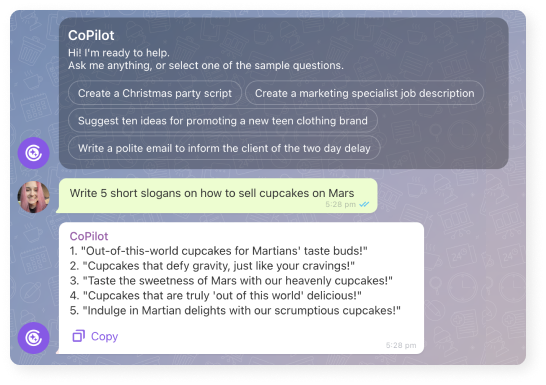 CoPilot
Hi! I'm ready to help.
Ask me anything, or select one of the sample questions.
Create a Christmas party script
Create a marketing specialist job description
Suggest ten ideas for promoting a new teen clothing brand
Write a polite email to inform the client of the two day delay
Write 5 short slogans on how to sell cupcakes on Mars
5:28 pm
CoPilot
1. "Out-of-this-world cupcakes for Martians' taste buds!"
2. "Cupcakes that defy gravity, just like your cravings!"
3. "Taste the sweetness of Mars with our heavenly cupcakes!"
4. "Cupcakes that are truly 'out of this world' delicious!"
5. "Indulge in Martian delights with our scrumptious cupcakes!"
Copy
5:28 pm